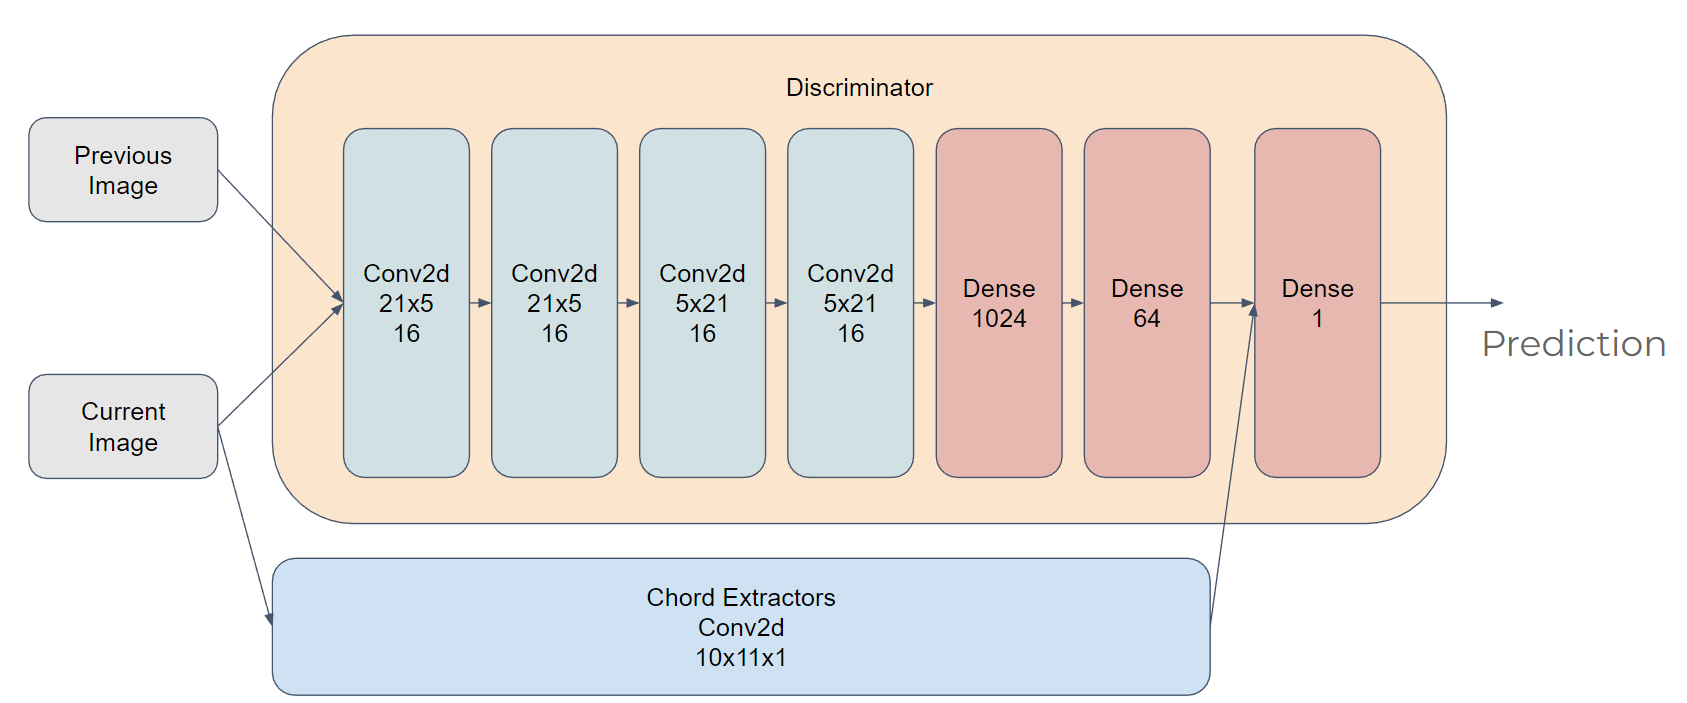 Discriminator
Previous
Image
Current
Image
Conv2d
21x5
16
Conv2d
21x5
16
Conv2d
5x21
16
Conv2d
5x21
16
Dense
1024
Dense
64
Dense
1
Prediction
Chord Extractors
Conv2d
10x11x1